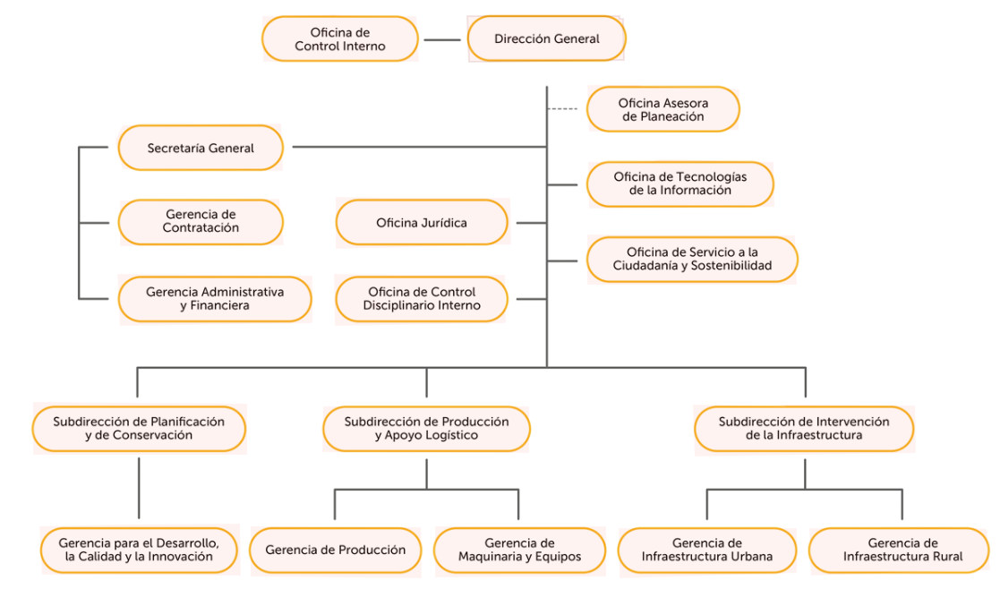 Oficina de
Control Interno
Dirección General
Oficina Asesora
de Planeación
Secretaría General
Oficina de Tecnologías
de la Información
Gerencia de
Contratación
Oficina Jurídica
Oficina de Servicio a la
Ciudadanía y Sostenibilidad
Gerencia Administrativa
y Financiera
Oficina de Control
Disciplinario Interno
Subdirección de Planificación
y de Conservación
Subdirección de Producción
y Apoyo Logístico
Subdirección de Intervención
de la Infraestructura
Gerencia para el Desarrollo,
la Calidad y la Innovación
Gerencia de Producción
Gerencia de
Maquinaria y Equipos
Gerencia de
Infraestructura Urbana
Gerencia de
Infraestructura Rural